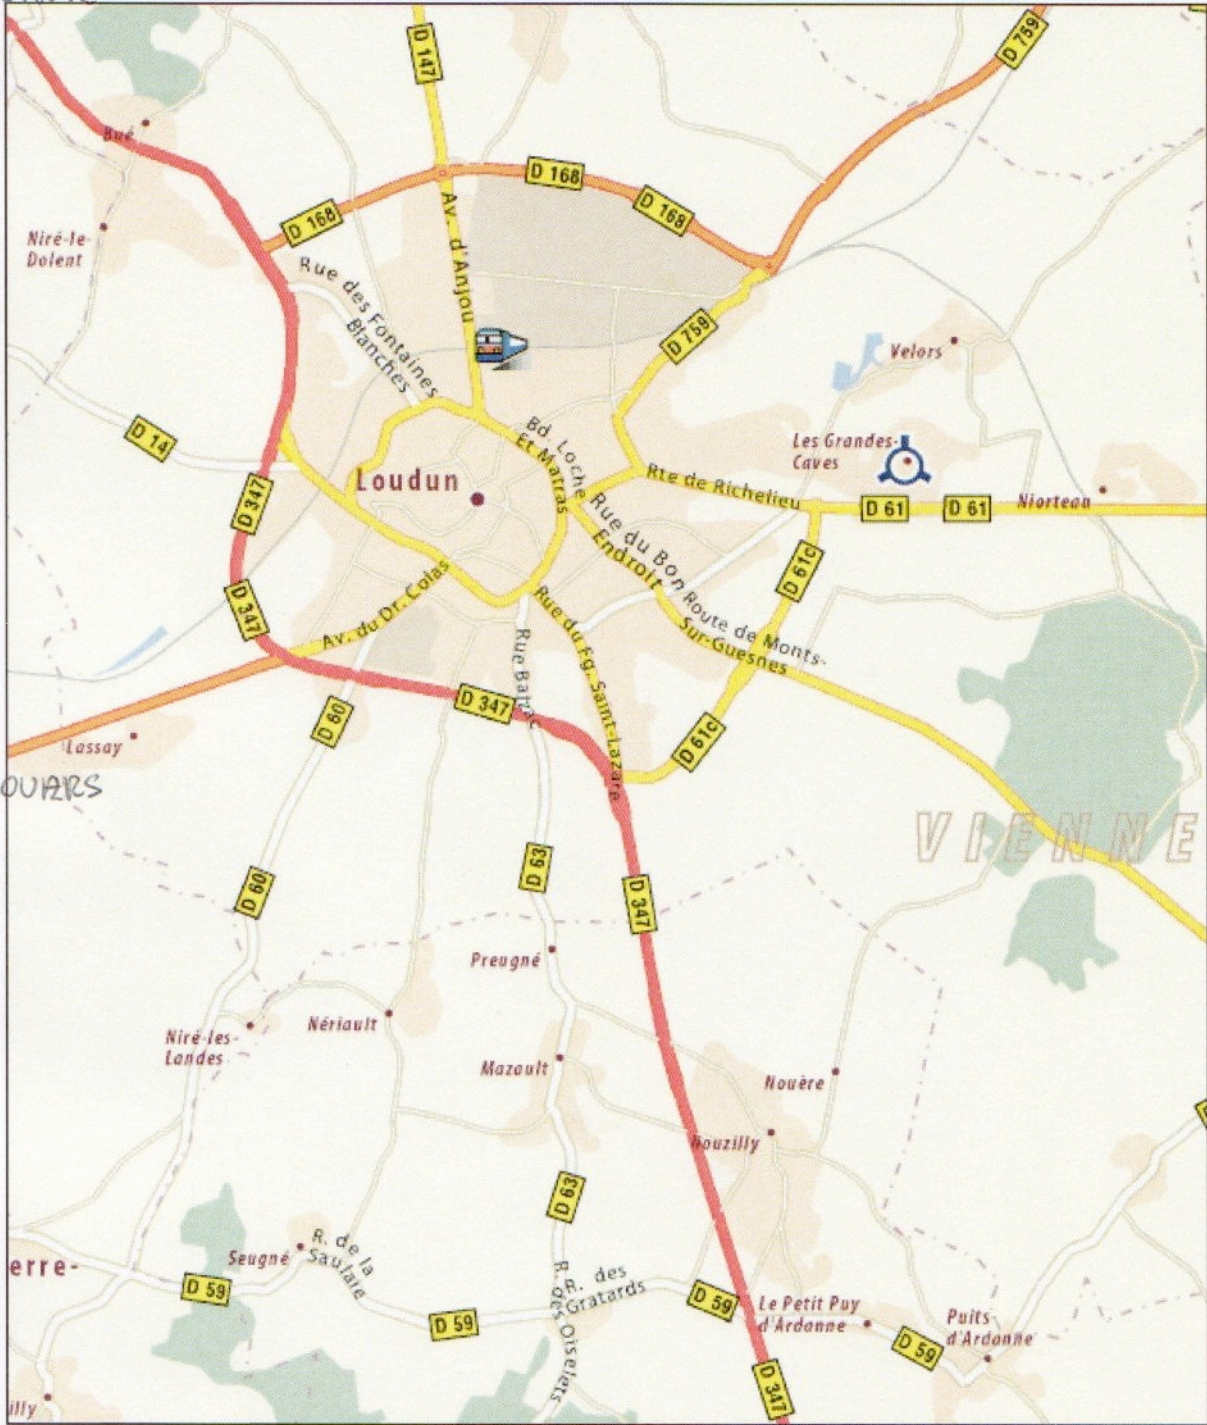 D 147
D 759
Bué
D 168
D 168
D 168
Av. d'Anjou
Niré-le-
Dolent
Rue des Fontaines
Blanches
D 759
Velors
D 14
Bd. Loche
Et Matras
Les Grandes-
Caves
Loudun
Rte de Richelieu
D 347
D 61
D 61
Niorteau
Rue du Bon
Endroit
D 61c
D 347
Av. du Dr. Colas
Rue du Fg. Saint-Lazare
Route de Monts-
Sur-Guesnes
Rue Balzac
D 347
D 60
D 61c
Lassay
VIENNE
D 60
D 63
D 347
Preugné
Nériault
Niré-les-
Landes
Mazault
Nouère
Rouzilly
D 63
Seugné
R. de la
Saulaie
erre-
D 59
R. des
Gratards
R. des Oiselets
D 59
D 59
Le Petit Puy
d'Ardanne
Puits
d'Ardanne
D 59
D 347
illy